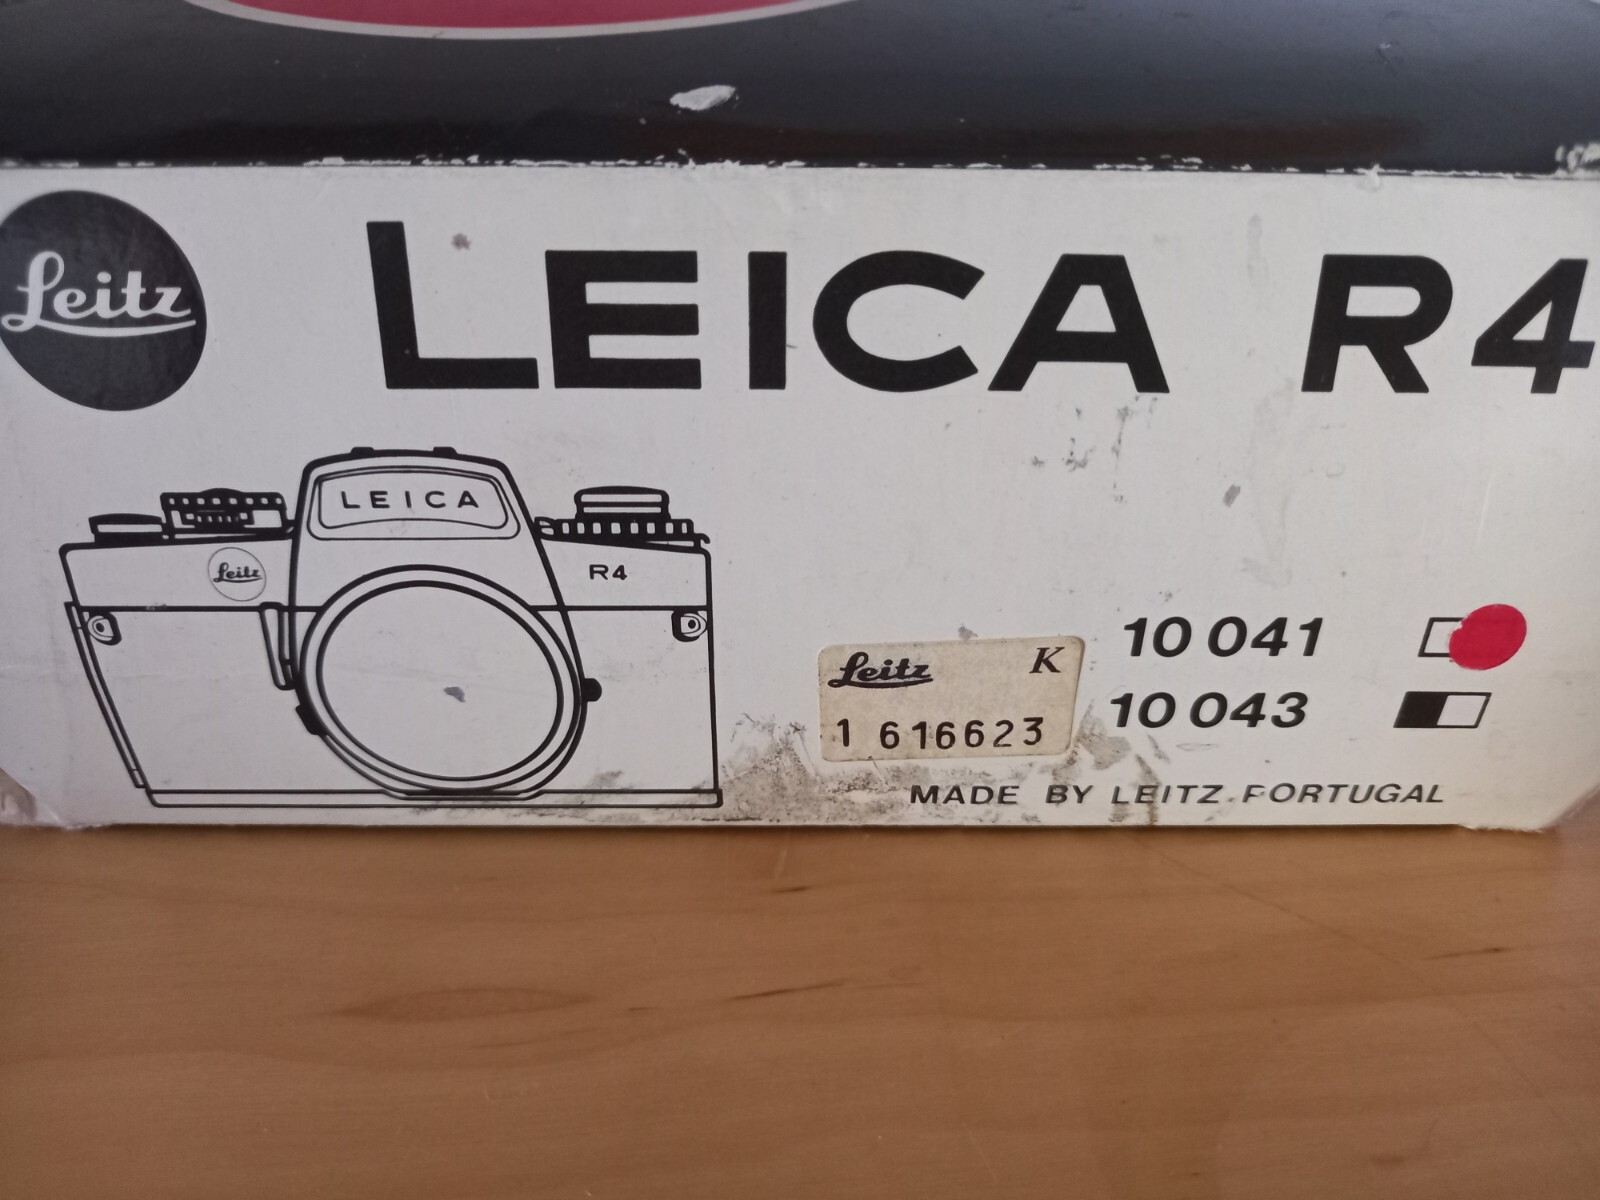 Leitz
LEICA R4
LEICA
Leitz
R4
Leitz K
1 616623
10 041
10 043
MADE BY LEITZ PORTUGAL